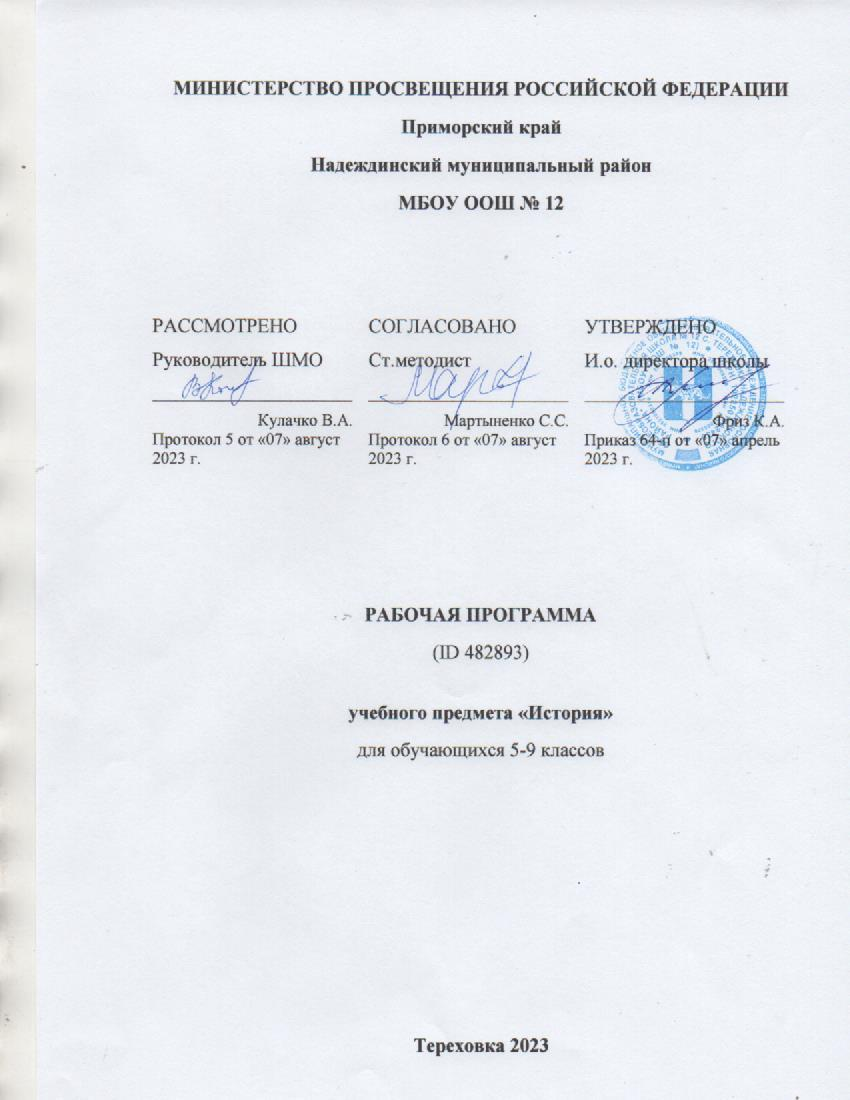 МИНИСТЕРСТВО ПРОСВЕЩЕНИЯ РОССИЙСКОЙ ФЕДЕРАЦИИ
Приморский край
Надеждинский муниципальный район
МБОУ ООШ № 12
РАССМОТРЕНО
Руководитель ШМО
Кулачко В.А.
Протокол 5 от «07» август
2023 г.
СОГЛАСОВАНО
Ст.методист
Мартыненко С.С.
Протокол 6 от «07» август
2023 г.
УТВЕРЖДЕНО
И.о. директора школы
Фриз К.А.
Приказ 64-п от «07» апрель
2023 г.
РАБОЧАЯ ПРОГРАММА
(ID 482893)
учебного предмета «История»
для обучающихся 5-9 классов
Тереховка 2023